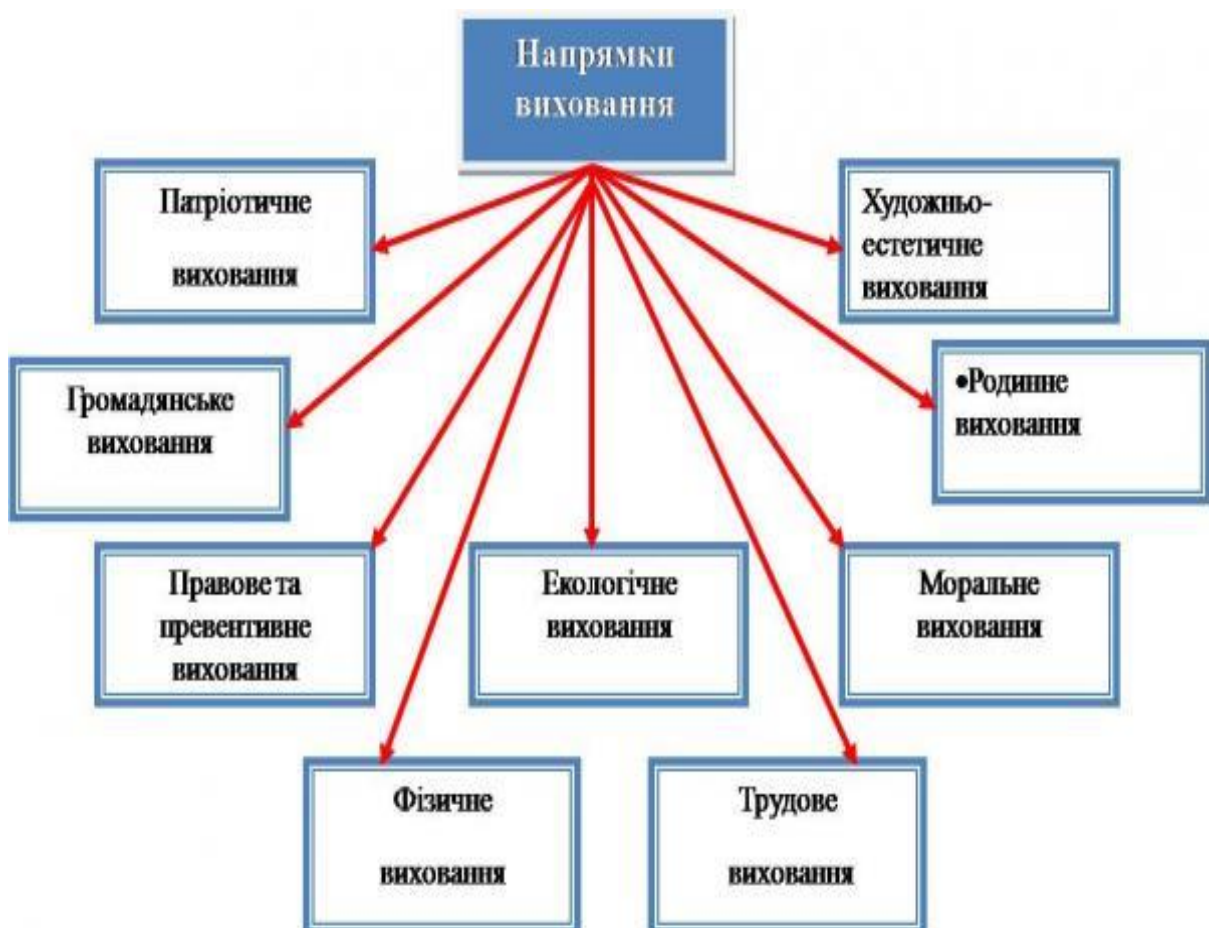 Напрямки
виховання
Патріотичне
виховання
Художньо-
естетичне
виховання
Громадянське
виховання
•Родинне
виховання
Правове та
превентивне
виховання
Екологічне
виховання
Моральне
виховання
Фізичне
виховання
Трудове
виховання